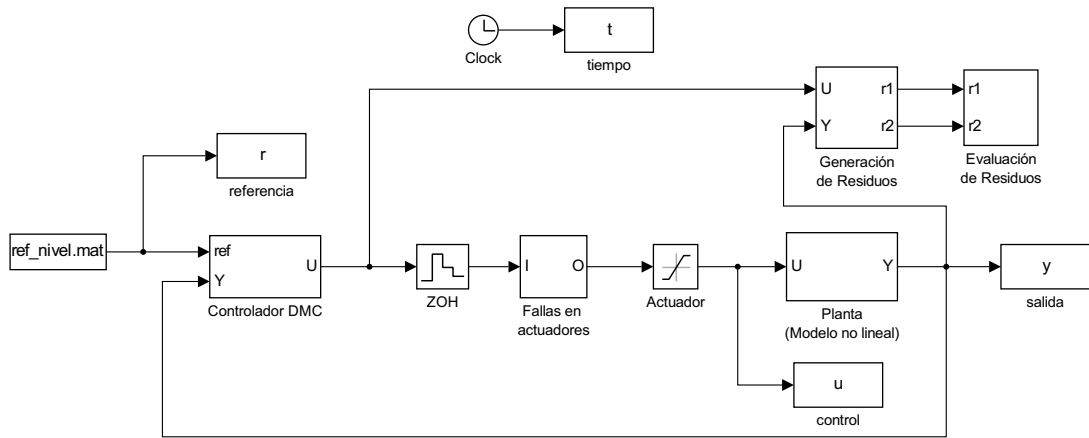 t
Clock
tiempo
U
r1
r1
Y
r2
r2
r
Generación
de Residuos
Evaluación
de Residuos
referencia
ref_nivel.mat
ref
Y
U
I
O
U
Y
y
Controlador DMC
ZOH
Fallas en
actuadores
Actuador
Planta
(Modelo no lineal)
salida
u
control